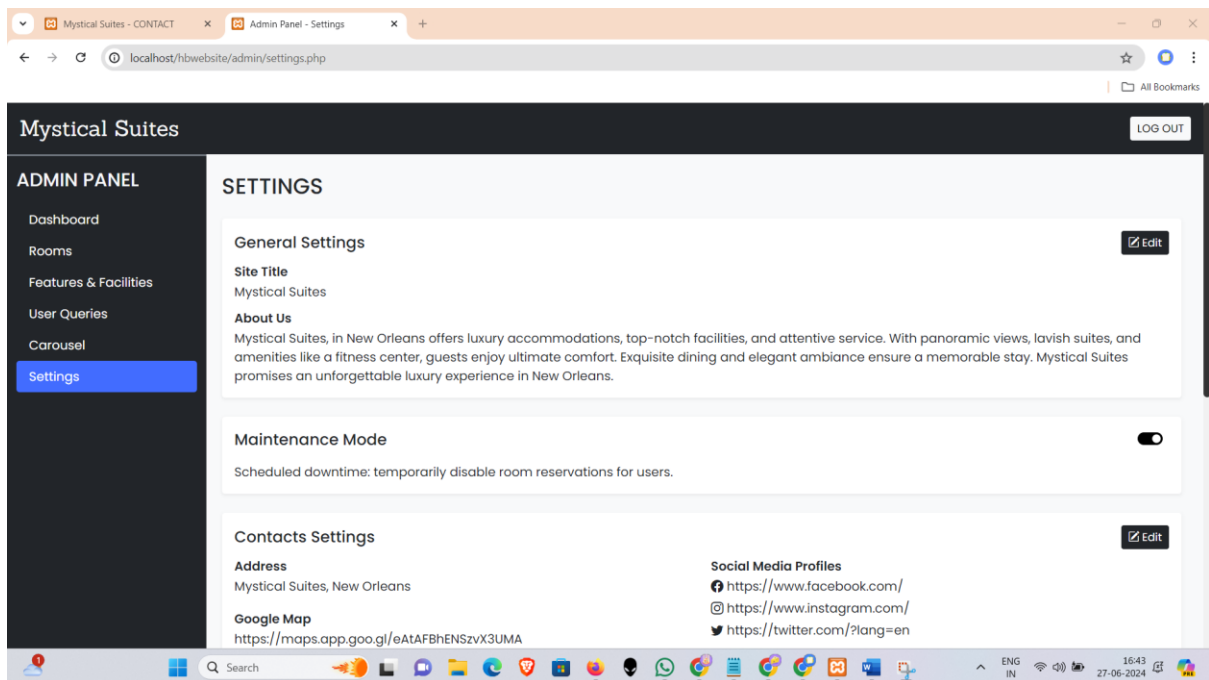 Mystical Suites - CONTACT
Admin Panel - Settings
localhost/hbwebsite/admin/settings.php
All Bookmarks
Mystical Suites
LOG OUT
ADMIN PANEL
Dashboard
Rooms
Features & Facilities
User Queries
Carousel
Settings
SETTINGS
General Settings
Edit
Site Title
Mystical Suites
About Us
Mystical Suites, in New Orleans offers luxury accommodations, top-notch facilities, and attentive service. With panoramic views, lavish suites, and
amenities like a fitness center, guests enjoy ultimate comfort. Exquisite dining and elegant ambiance ensure a memorable stay. Mystical Suites
promises an unforgettable luxury experience in New Orleans.
Maintenance Mode
Scheduled downtime: temporarily disable room reservations for users.
Contacts Settings
Edit
Address
Mystical Suites, New Orleans
Google Map
https://maps.app.goo.gl/eAtAFBhENSzvX3UMA
Social Media Profiles
https://www.facebook.com/
https://www.instagram.com/
https://twitter.com/?lang=en
1
Search
ENG
IN
16:43
27-06-2024
PRE